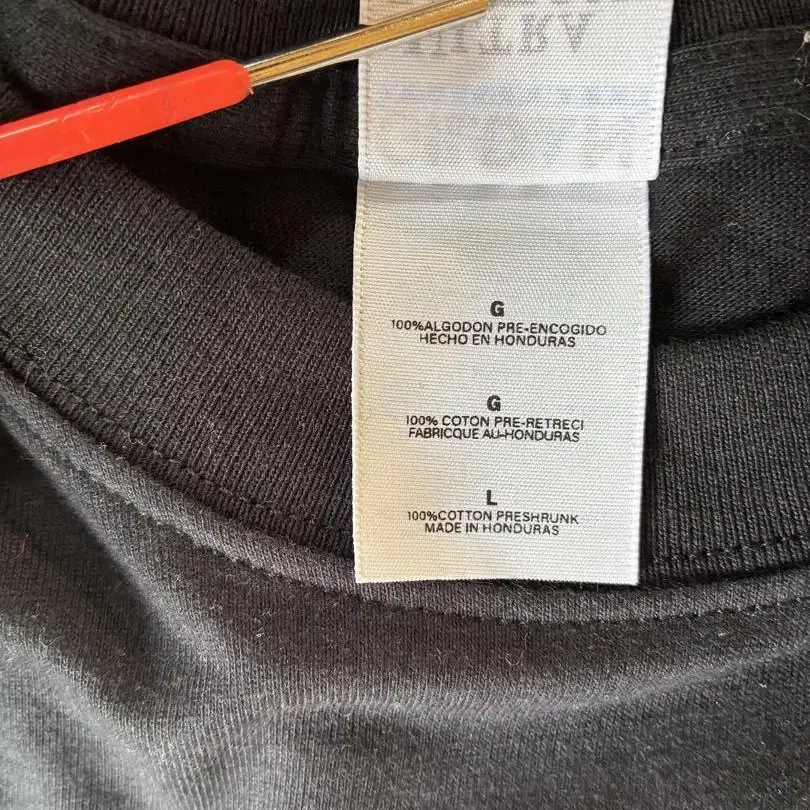 G
100%ALGODON PRE-ENCOGIDO
HECHO EN HONDURAS
G
100% COTON PRE-RETRECI
FABRICQUE AU-HONDURAS
L
100%COTTON PRESHRUNK
MADE IN HONDURAS